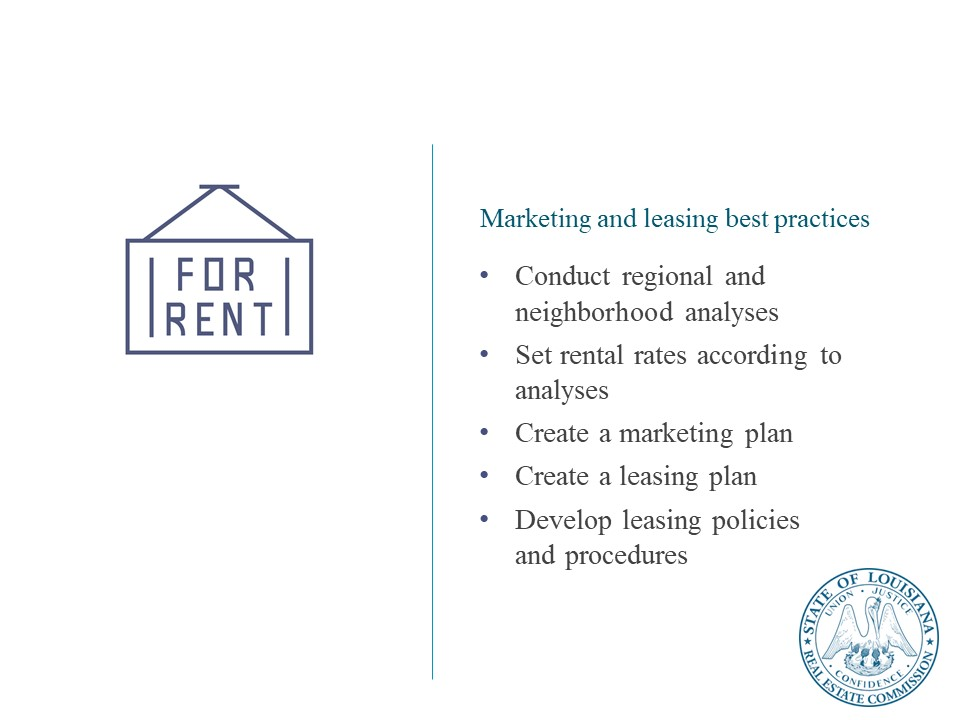 FOR
RENT
Marketing and leasing best practices
• Conduct regional and
neighborhood analyses
• Set rental rates according to
analyses
• Create a marketing plan
• Create a leasing plan
• Develop leasing policies
and procedures
STATE OF LOUISIANA
UNION · JUSTICE
· CONFIDENCE ·
REAL ESTATE COMMISSION